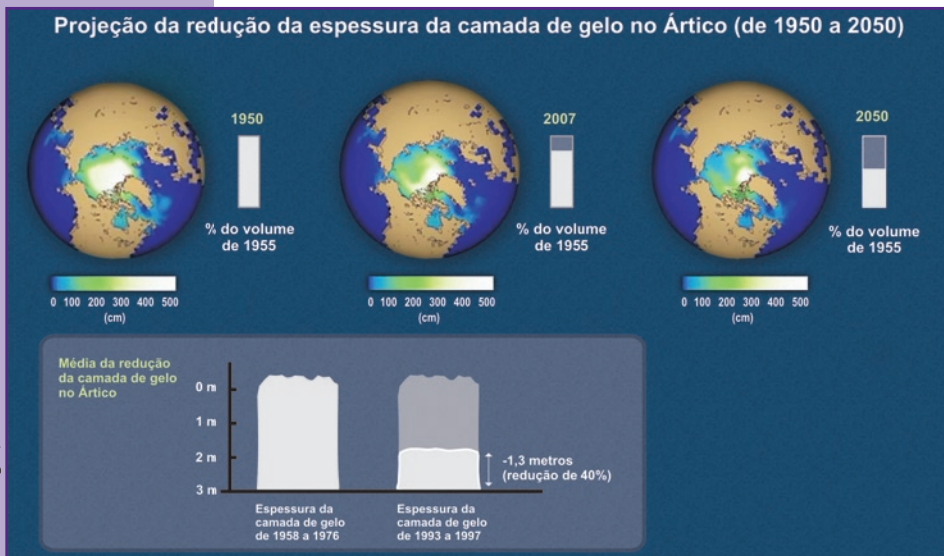 Projeção da redução da espessura da camada de gelo no Ártico (de 1950 a 2050)
1950
% do volume
de 1955
0 100 200 300 400 500
(cm)
2007
% do volume
de 1955
0 100 200 300 400 500
(cm)
2050
% do volume
de 1955
0 100 200 300 400 500
(cm)
Média da redução
da camada de gelo
no Ártico
0 m
1 m
2 m
3 m
-1,3 metros
(redução de 40%)
Espessura da
camada de gelo
de 1958 a 1976
Espessura da
camada de gelo
de 1993 a 1997